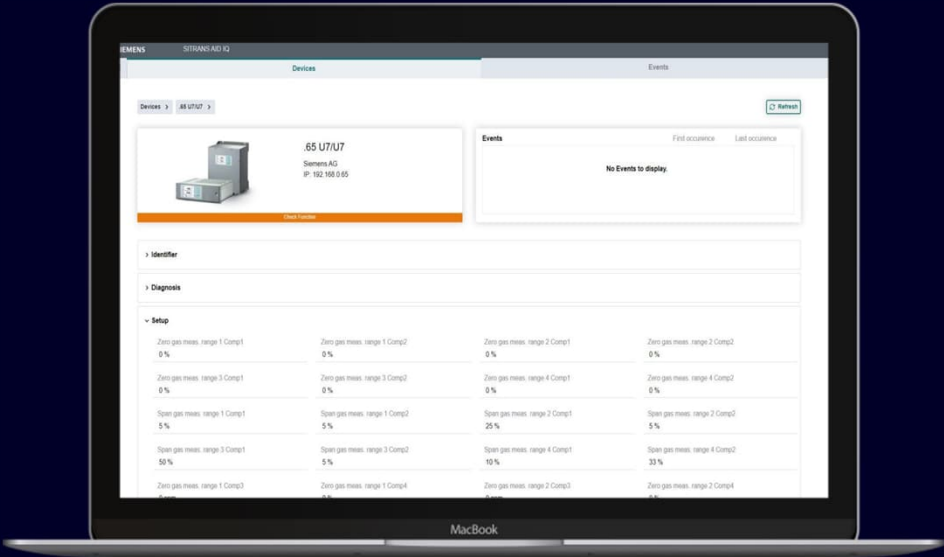 IEMENS SITRANS AID IQ
Devices Events
Devices > .65 U7/U7 >
Refresh
.65 U7/U7
Siemens AG
IP: 192.168.0.65
Check Function
Events First occurence Last occurence
No Events to display.
> Identifier
> Diagnosis
Setup
Zero gas meas. range 1 Comp1 Zero gas meas. range 1 Comp2 Zero gas meas. range 2 Comp1 Zero gas meas. range 2 Comp2
0 % 0 % 0 % 0 %
Zero gas meas. range 3 Comp1 Zero gas meas. range 3 Comp2 Zero gas meas. range 4 Comp1 Zero gas meas. range 4 Comp2
0 % 0 % 0 % 0 %
Span gas meas. range 1 Comp1 Span gas meas. range 1 Comp2 Span gas meas. range 2 Comp1 Span gas meas. range 2 Comp2
5 % 5 % 25 % 5 %
Span gas meas. range 3 Comp1 Span gas meas. range 3 Comp2 Span gas meas. range 4 Comp1 Span gas meas. range 4 Comp2
50 % 5 % 10 % 33 %
Zero gas meas. range 1 Comp3 Zero gas meas. range 1 Comp4 Zero gas meas. range 2 Comp3 Zero gas meas. range 2 Comp4
MacBook